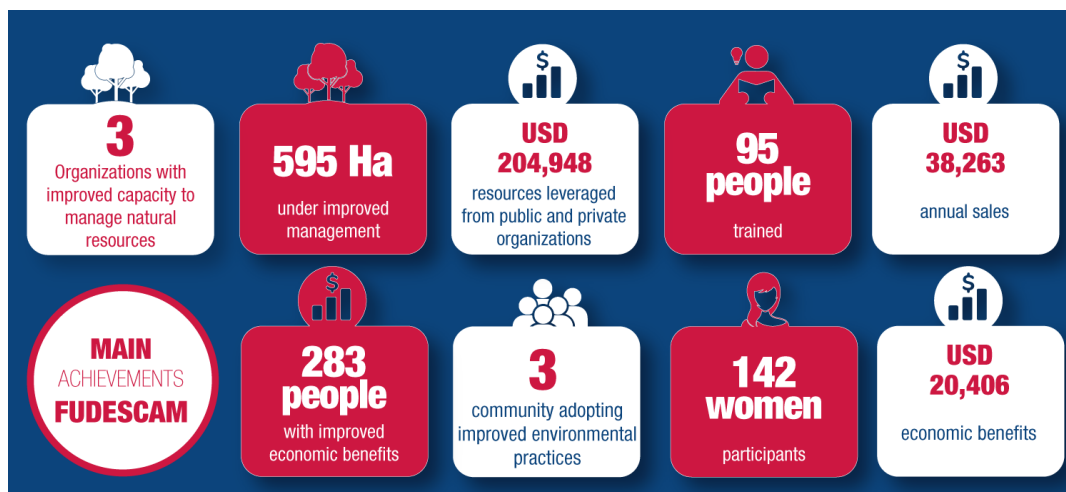 3
Organizations with
improved capacity to
manage natural
resources
595 Ha
under improved
management
$
USD
204,948
resources leveraged
from public and private
organizations
95
people
trained
$
USD
38,263
annual sales
MAIN
ACHIEVEMENTS
FUDESCAM
$
283
people
with improved
economic benefits
3
community adopting
improved environmental
practices
142
women
participants
$
USD
20,406
economic benefits